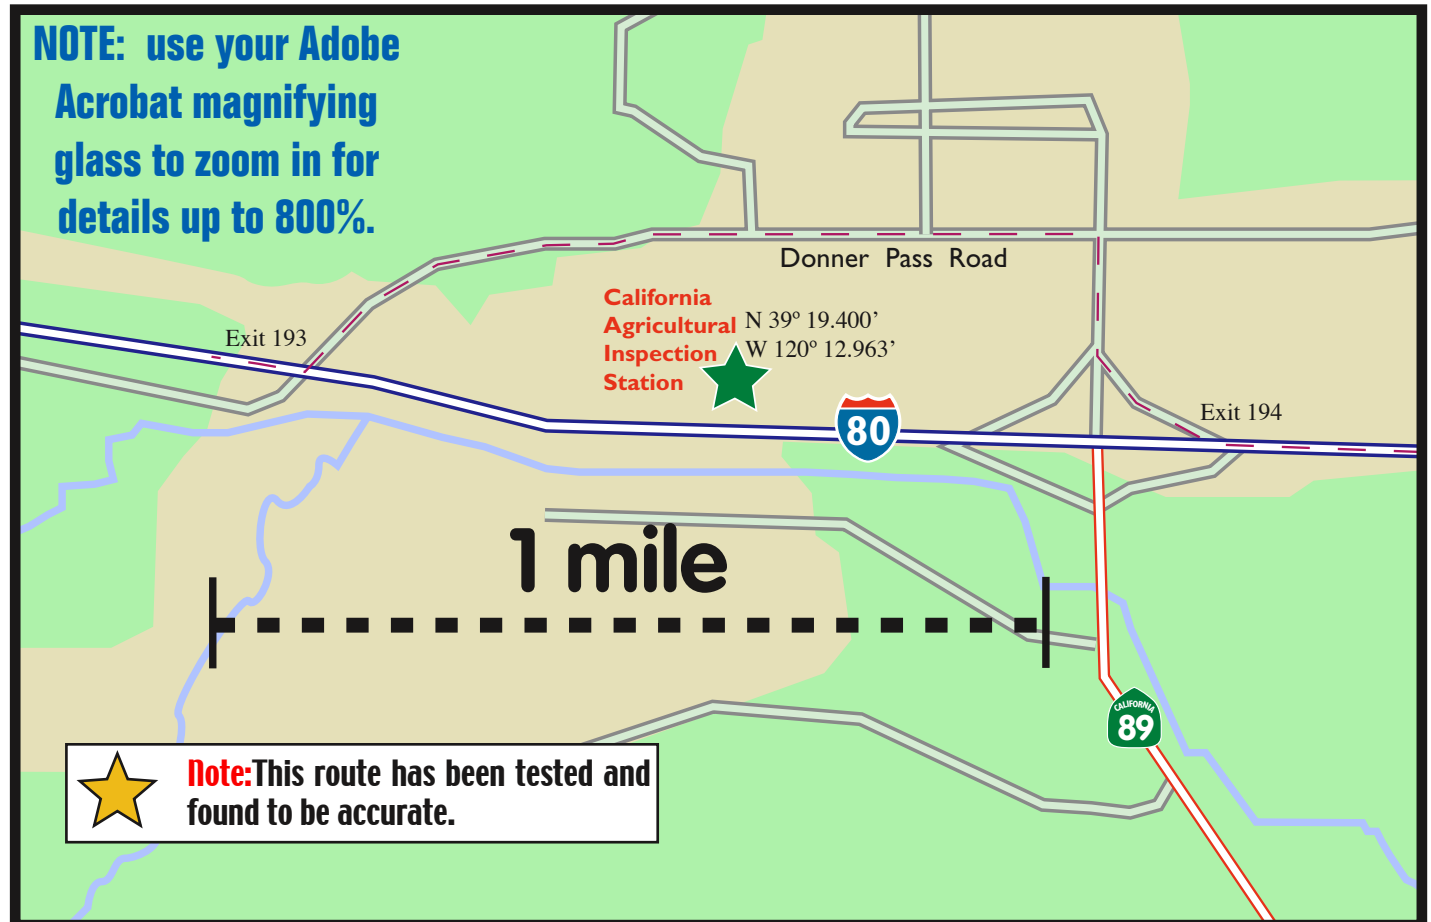 NOTE: use your Adobe
Acrobat magnifying
glass to zoom in for
details up to 800%.
Donner Pass Road
California
Agricultural
Inspection
Station
N 39º 19.400’
W 120º 12.963’
Exit 193
80
Exit 194
1 mile
CALIFORNIA
89
Note:This route has been tested and
found to be accurate.